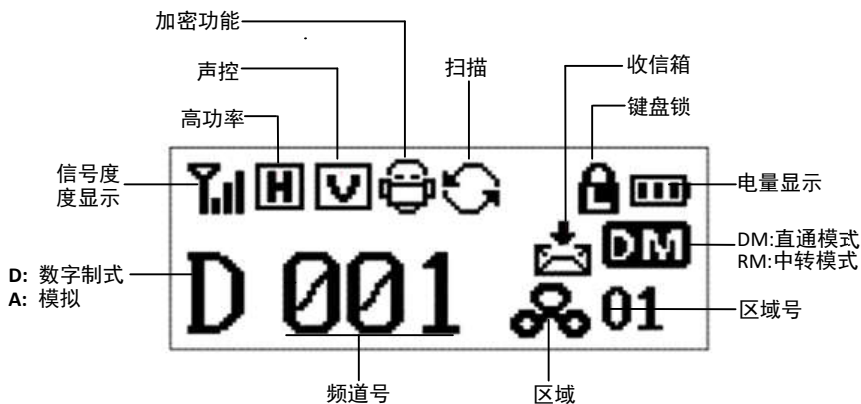 加密功能
声控
扫描
收信箱
高功率
键盘锁
信号度
度显示
H
V
电量显示
DM
DM:直通模式
RM:中转模式
D: 数字制式
A: 模拟
D 001
01
区域号
频道号
区域